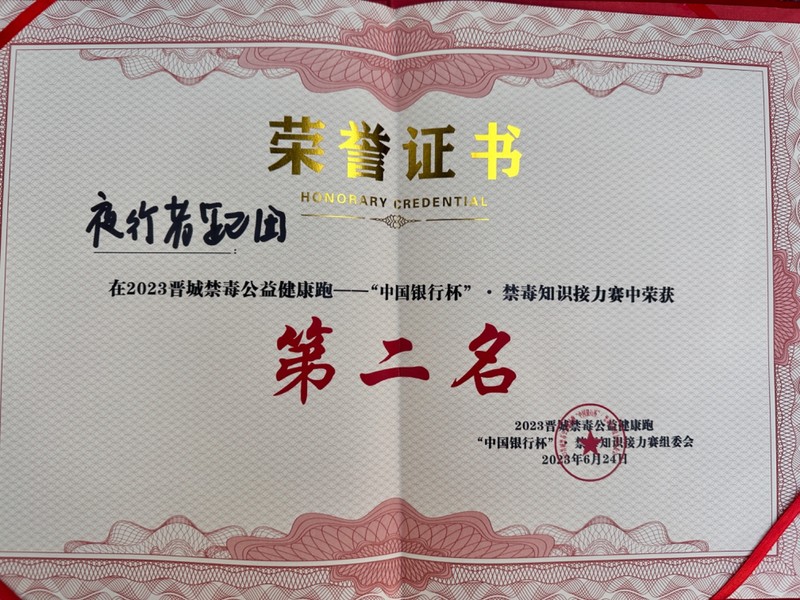 荣誉证书
HONORARY CREDENTIAL
夜行者跑团:
在2023晋城禁毒公益健康跑——“中国银行杯”·禁毒知识接力赛中荣获
第二名
2023晋城禁毒公益健康跑
“中国银行杯”·禁毒知识接力赛组委会
2023年6月24日